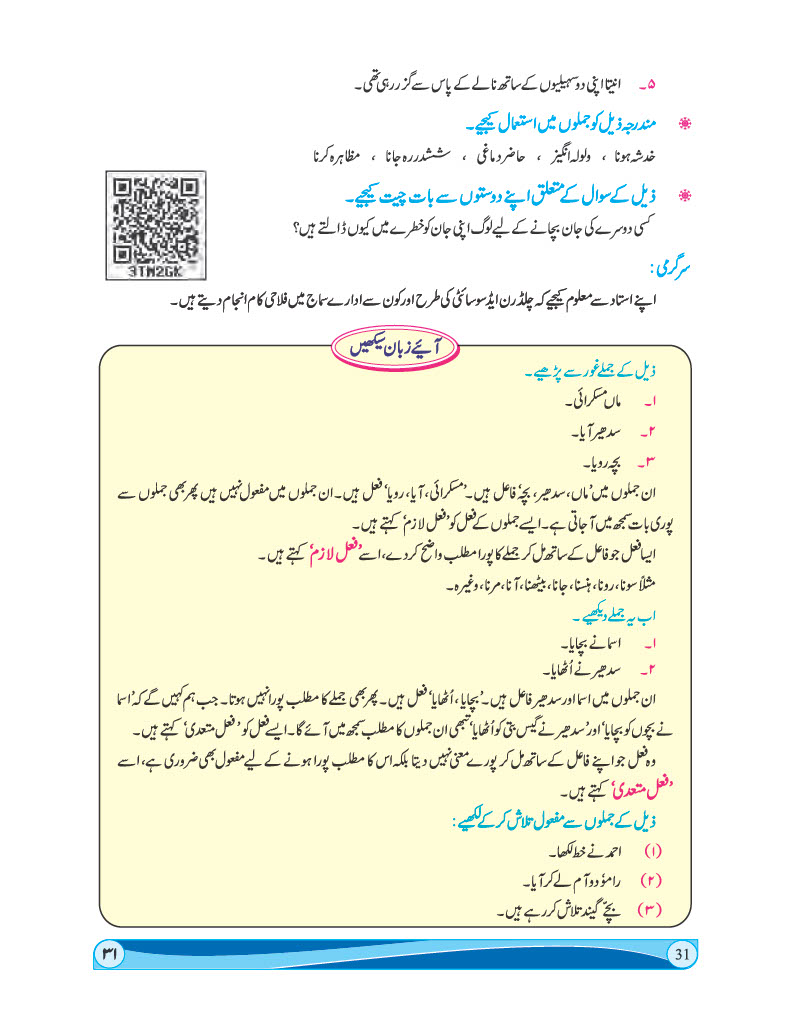 ۵۔ انیتا اپنی دو سہیلیوں کے ساتھ نالے کے پاس سے گزر رہی تھی۔
مندرجہ ذیل کو جملوں میں استعمال کیجیے۔
خدشہ ہونا ، ولولہ انگیز ، حاضر دماغی ، ششدر رہ جانا ، مظاہرہ کرنا
ذیل کے سوال کے متعلق اپنے دوستوں سے بات چیت کیجیے۔
کسی دوسرے کی جان بچانے کے لیے لوگ اپنی جان کو خطرے میں کیوں ڈالتے ہیں؟
3TN2GK
سرگرمی :
اپنے استاد سے معلوم کیجیے کہ چلڈرن ایڈ سوسائٹی کی طرح اور کون سے ادارے سماج میں فلاحی کام انجام دیتے ہیں۔
آئیے زبان سیکھیں
ذیل کے جملے غور سے پڑھیے۔
۱۔ ماں مسکرائی۔
۲۔ سدھیر آیا۔
۳۔ بچہ رویا۔
ان جملوں میں 'ماں، سدھیر، بچہ' فاعل ہیں۔ 'مسکرائی، آیا، رویا' فعل ہیں۔ ان جملوں میں مفعول نہیں ہیں پھر بھی جملوں سے
پوری بات سمجھ میں آجاتی ہے۔ ایسے جملوں کے فعل کو 'فعل لازم' کہتے ہیں۔
ایسا فعل جو فاعل کے ساتھ مل کر جملے کا پورا مطلب واضح کردے، اسے 'فعل لازم' کہتے ہیں۔
مثلاً سونا، رونا، ہنسنا، جانا، بیٹھنا، آنا، مرنا، وغیرہ۔
اب یہ جملے دیکھیے۔
۱۔ اسما نے بچایا۔
۲۔ سدھیر نے اُٹھایا۔
ان جملوں میں اسما اور سدھیر فاعل ہیں۔ 'بچایا، اُٹھایا' فعل ہیں۔ پھر بھی جملے کا مطلب پورا نہیں ہوتا۔ جب ہم کہیں گے کہ 'اسما
نے بچوں کو بچایا' اور 'سدھیر نے گیس بتی کو اُٹھایا' تبھی ان جملوں کا مطلب سمجھ میں آئے گا۔ ایسے فعل کو 'فعل متعدی' کہتے ہیں۔
وہ فعل جو اپنے فاعل کے ساتھ مل کر پورے معنی نہیں دیتا بلکہ اس کا مطلب پورا ہونے کے لیے مفعول بھی ضروری ہے، اسے
'فعل متعدی' کہتے ہیں۔
ذیل کے جملوں سے مفعول تلاش کر کے لکھیے :
(۱) احمد نے خط لکھا۔
(۲) رامو دو آم لے کر آیا۔
(۳) بچّے گیند تلاش کر رہے ہیں۔
۳۱
31